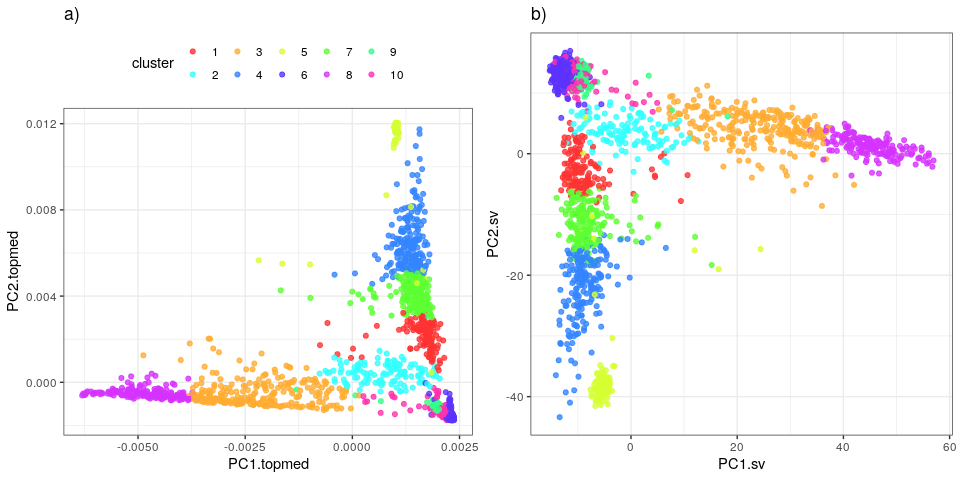 a)
cluster 1 3 5 7 9
2 4 6 8 10
0.012
0.008
0.004
0.000
PC2.topmed
-0.0050 -0.0025 0.0000 0.0025
PC1.topmed
b)
0
-20
-40
PC2.sv
0 20 40 60
PC1.sv